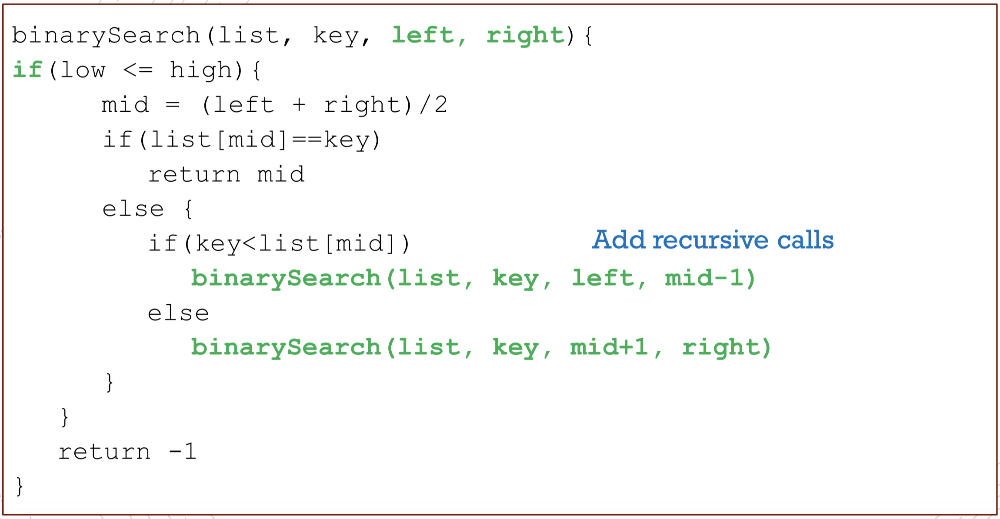 binarySearch(list, key, left, right){
if(low <= high){
mid = (left + right)/2
if(list[mid]==key)
return mid
else {
if(key<list[mid])
Add recursive calls
binarySearch(list, key, left, mid-1)
else
binarySearch(list, key, mid+1, right)
}
}
return -1
}